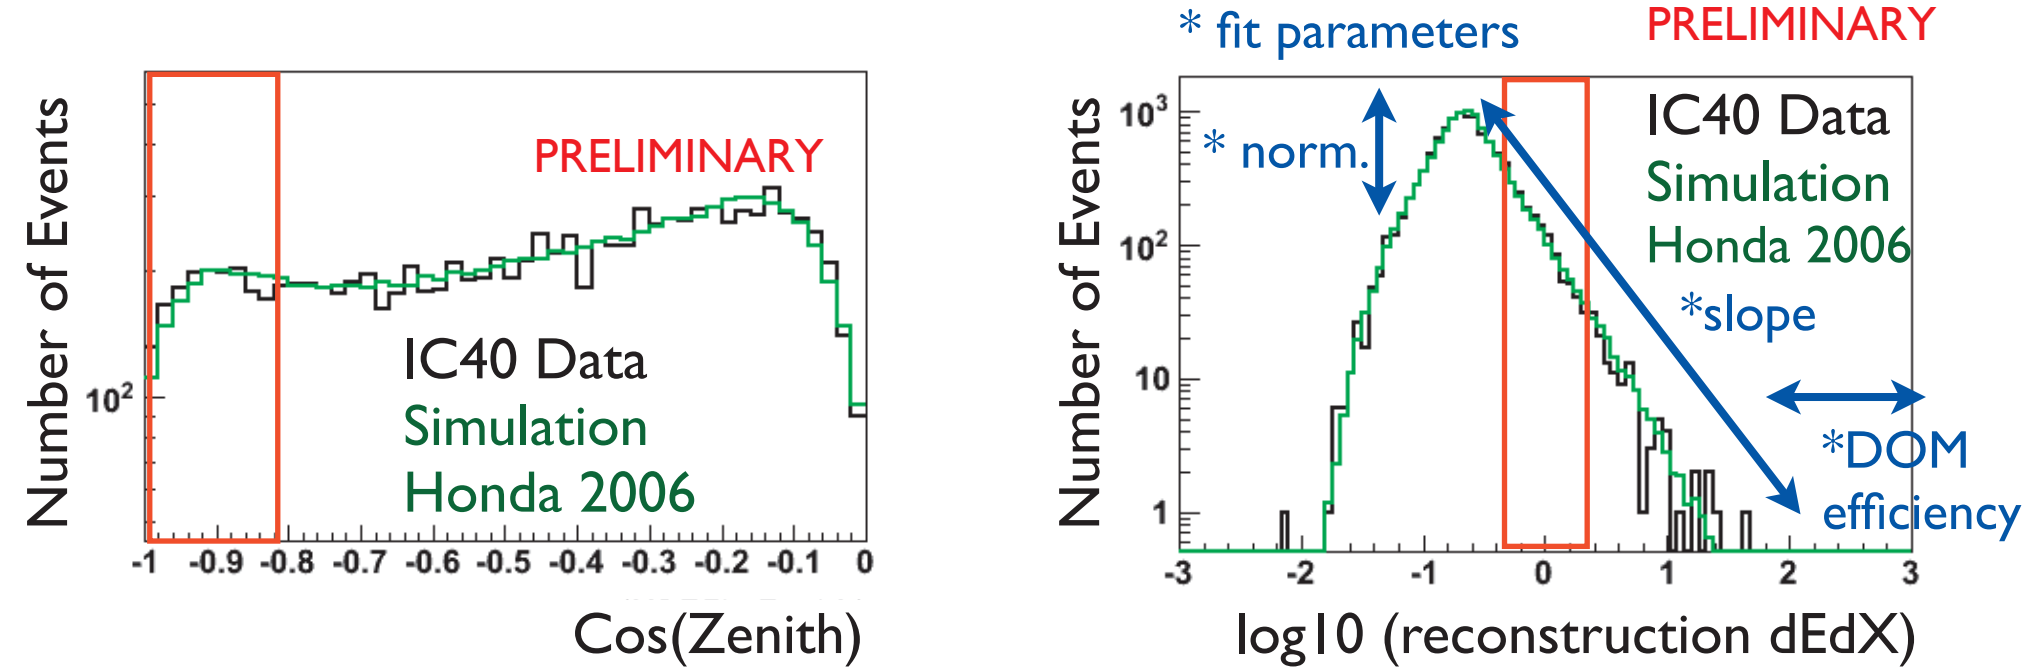 Number of Events
PRELIMINARY
IC40 Data
Simulation
Honda 2006
10²
-1 -0.9 -0.8 -0.7 -0.6 -0.5 -0.4 -0.3 -0.2 -0.1 0
Cos(Zenith)
* fit parameters
PRELIMINARY
Number of Events
10³
10²
10
1
* norm.
IC40 Data
Simulation
Honda 2006
*slope
*DOM
efficiency
-3 -2 -1 0 1 2 3
log10 (reconstruction dEdX)